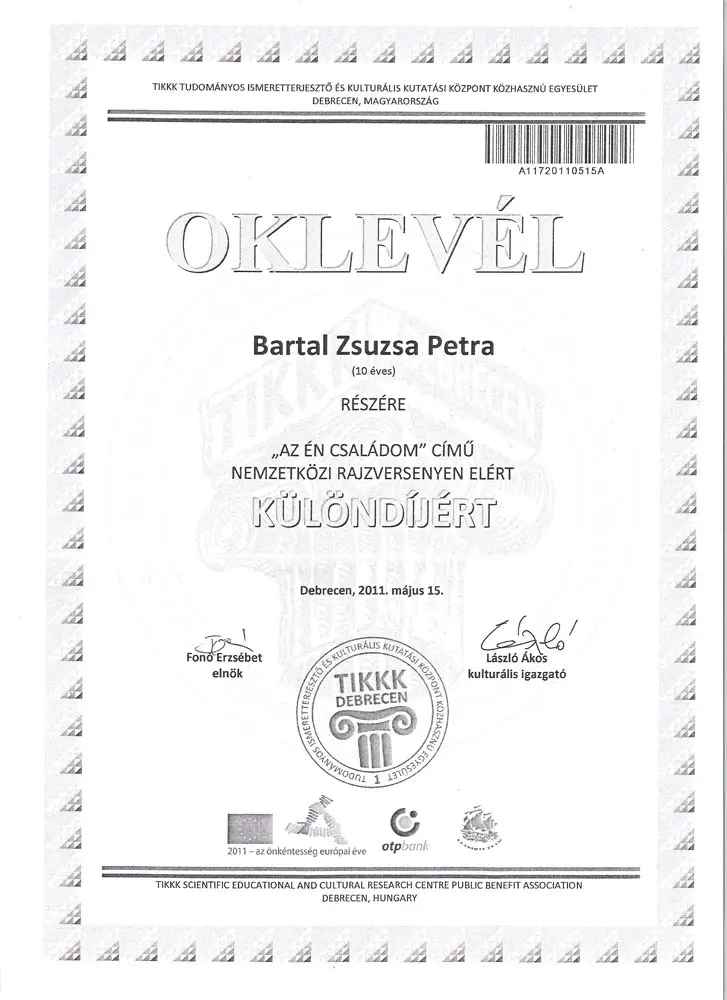 TIKKK TUDOMÁNYOS ISMERETTERJESZTŐ ÉS KULTURÁLIS KUTATÁSI KÖZPONT KÖZHASZNÚ EGYESÜLET
DEBRECEN, MAGYARORSZÁG
A11720110515A
OKLEVÉL
Bartal Zsuzsa Petra
(10 éves)
RÉSZÉRE
„AZ ÉN CSALÁDOM” CÍMŰ
NEMZETKÖZI RAJZVERSENYEN ELÉRT
KÜLÖNDÍJÉRT
Debrecen, 2011. május 15.
Fonó Erzsébet
elnök
László Ákos
kulturális igazgató
TUDOMÁNYOS ISMERETTERJESZTŐ ÉS KULTURÁLIS KUTATÁSI KÖZPONT KÖZHASZNÚ EGYESÜLET
TIKKK
DEBRECEN
1
2011 – az önkéntesség európai éve
otpbank
TIKKK SCIENTIFIC EDUCATIONAL AND CULTURAL RESEARCH CENTRE PUBLIC BENEFIT ASSOCIATION
DEBRECEN, HUNGARY